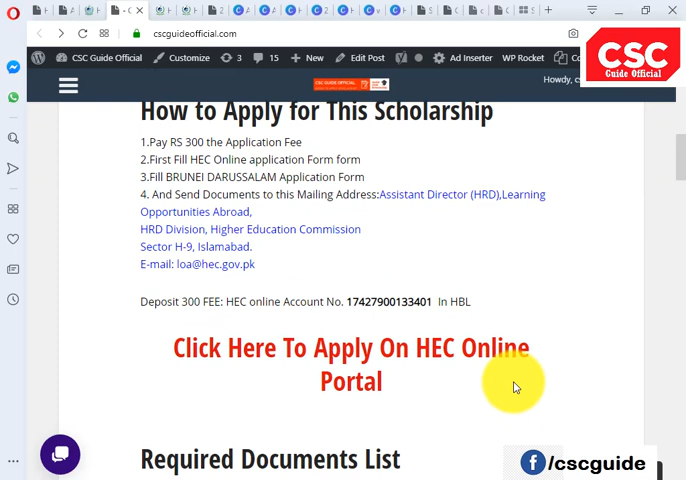 cscguideofficial.com
CSC Guide Official
Customize
3
15
New
Edit Post
Ad Inserter
WP Rocket
CSC
Guide Official
CSC GUIDE OFFICIAL
Howdy, c
How to Apply for This Scholarship
1.Pay RS 300 the Application Fee
2.First Fill HEC Online application Form form
3.Fill BRUNEI DARUSSALAM Application Form
4. And Send Documents to this Mailing Address:Assistant Director (HRD),Learning
Opportunities Abroad,
HRD Division, Higher Education Commission
Sector H-9, Islamabad.
E-mail: loa@hec.gov.pk
Deposit 300 FEE: HEC online Account No. 17427900133401 In HBL
Click Here To Apply On HEC Online
Portal
Required Documents List
/cscguide